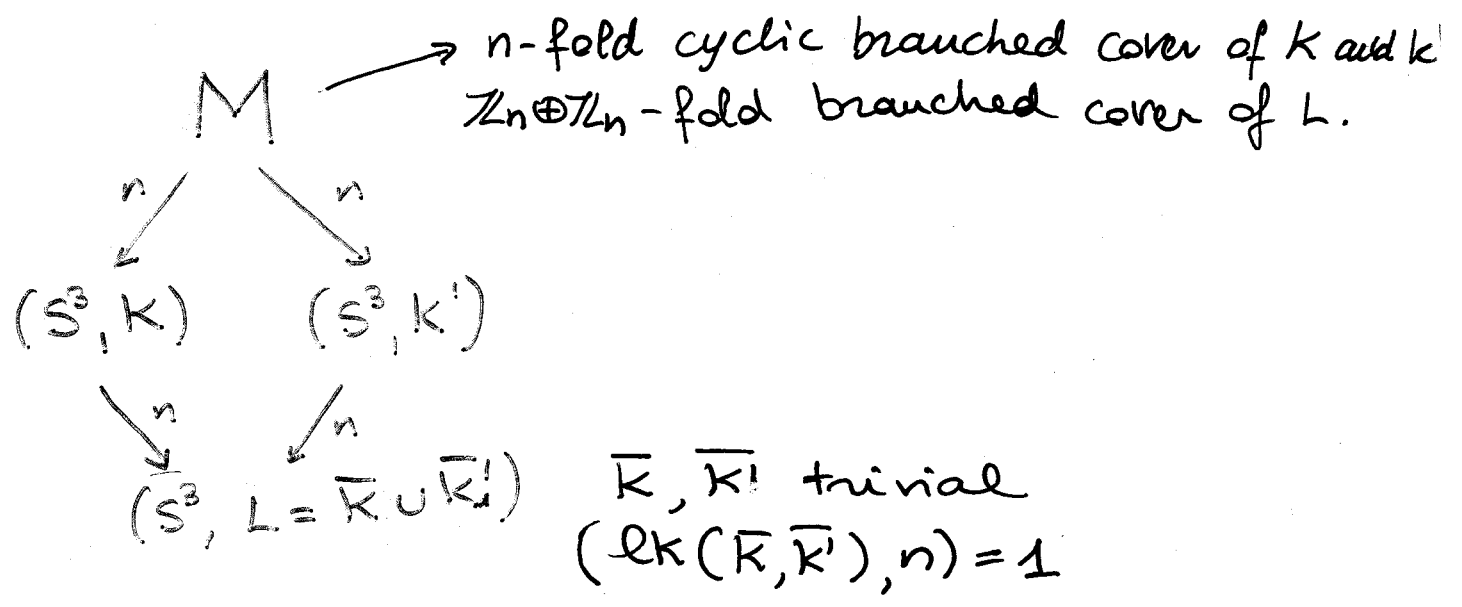 n-fold cyclic branched cover of K and K'
M
ℤn⊕ℤn-fold branched cover of L.
n n
(S³, K) (S³, K')
n n
(S³, L = K̅ ∪ K̅') K̅, K̅' trivial
(lk(K̅, K̅'), n) = 1